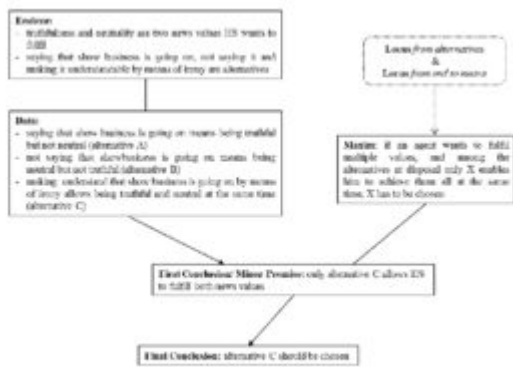 Endoxon:
- truthfulness and neutrality are two news values ES wants to
fulfill
- saying that show business is going on, not saying it and
making it understandable by means of irony are alternatives
Locus from alternatives
&
Locus from end to means
Data:
- saying that show business is going on means being truthful
but not neutral (alternative A)
- not saying that showbusiness is going on means being
neutral but not truthful (alternative B)
- making understand that show business is going on by means
of irony allows being truthful and neutral at the same time
(alternative C)
Maxim: if an agent wants to fulfil
multiple values, and among the
alternatives at disposal only X enables
him to achieve them all at the same
time, X has to be chosen
First Conclusion/Minor Premise: only alternative C allows ES
to fulfill both news values
Final Conclusion: alternative C should be chosen